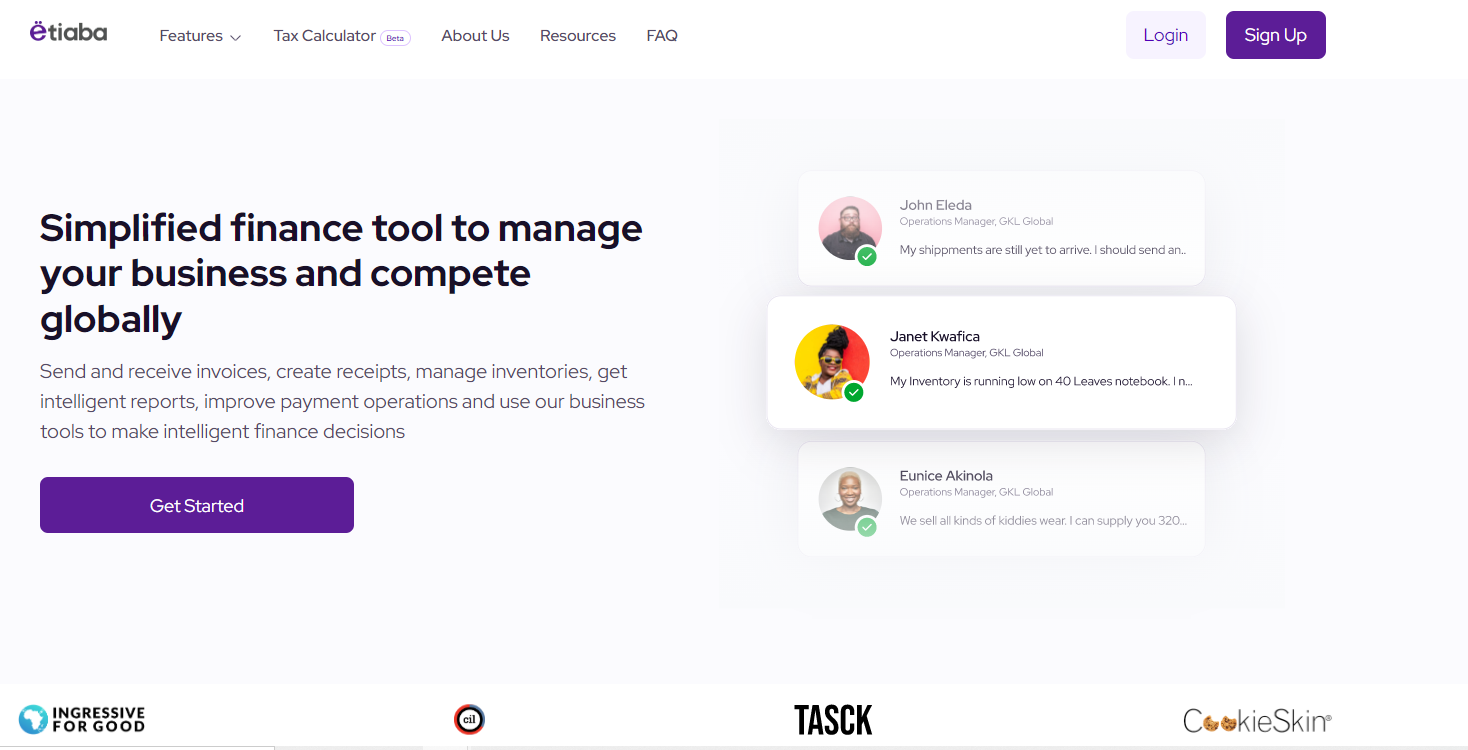 ëtiaba
Features
Tax Calculator Beta
About Us
Resources
FAQ
Login
Sign Up
Simplified finance tool to manage
your business and compete
globally
Send and receive invoices, create receipts, manage inventories, get
intelligent reports, improve payment operations and use our business
tools to make intelligent finance decisions
Get Started
John Eleda
Operations Manager, GKL Global
My shippments are still yet to arrive. I should send an..
Janet Kwafica
Operations Manager, GKL Global
My Inventory is running low on 40 Leaves notebook. I n...
Eunice Akinola
Operations Manager, GKL Global
We sell all kinds of kiddies wear. I can supply you 320...
INGRESSIVE
FOR GOOD
cil
TASCK
CookieSkin®